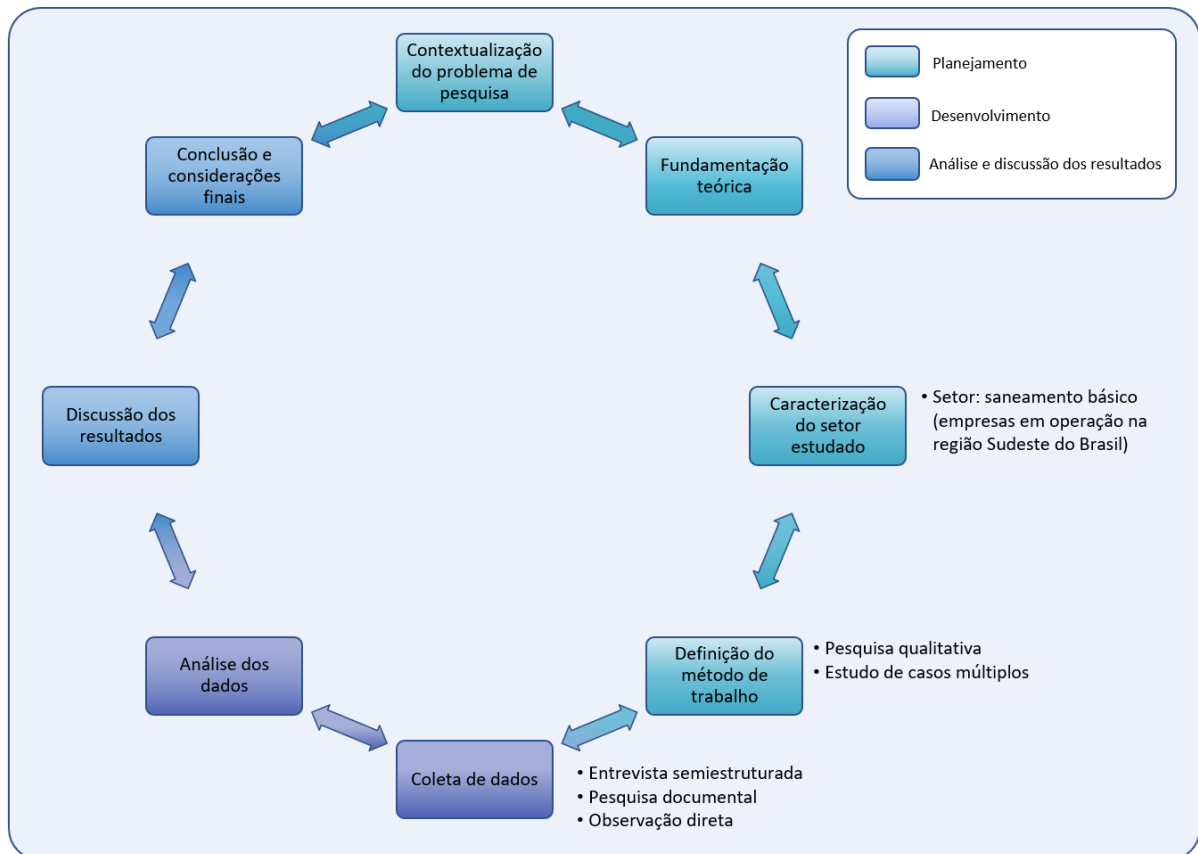 Contextualização
do problema de
pesquisa
Fundamentação
teórica
Caracterização
do setor
estudado
• Setor: saneamento básico
(empresas em operação na
região Sudeste do Brasil)
Definição do
método de
trabalho
• Pesquisa qualitativa
• Estudo de casos múltiplos
Coleta de dados
• Entrevista semiestruturada
• Pesquisa documental
• Observação direta
Análise dos
dados
Discussão dos
resultados
Conclusão e
considerações
finais
Planejamento
Desenvolvimento
Análise e discussão dos resultados